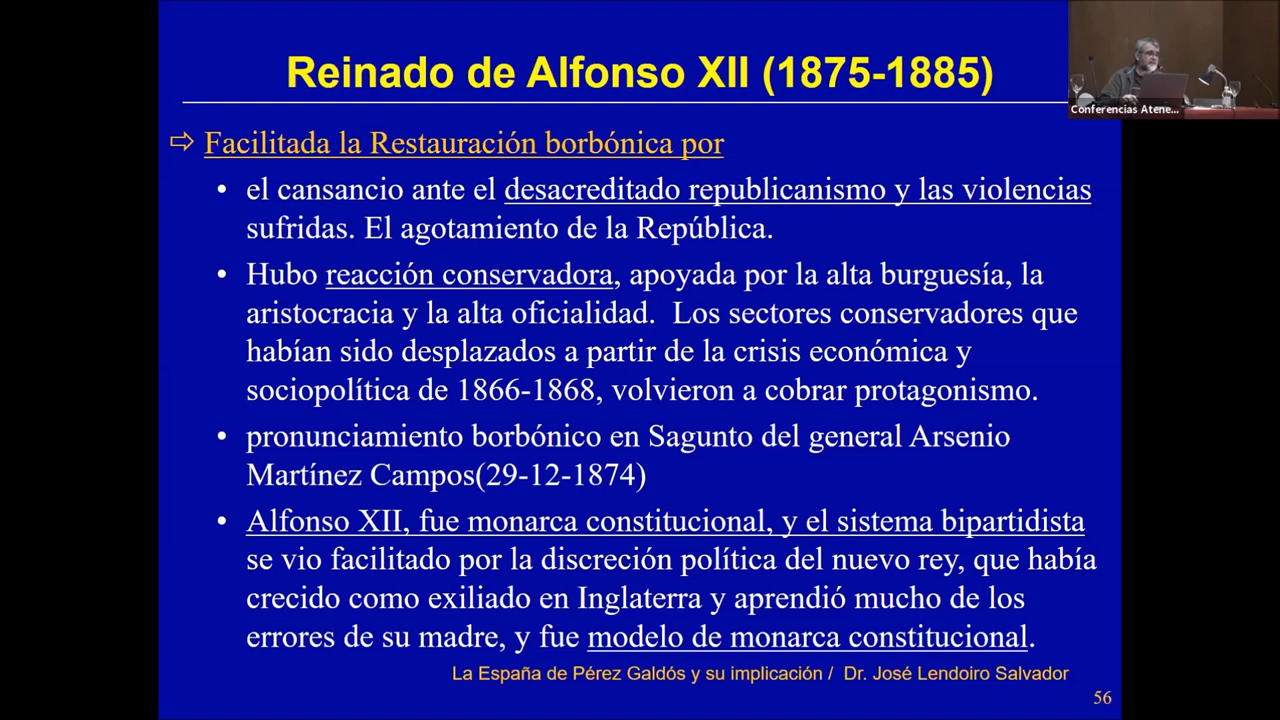 Reinado de Alfonso XII (1875-1885)
Conferencias Atene...
⇨ Facilitada la Restauración borbónica por
• el cansancio ante el desacreditado republicanismo y las violencias
sufridas. El agotamiento de la República.
• Hubo reacción conservadora, apoyada por la alta burguesía, la
aristocracia y la alta oficialidad. Los sectores conservadores que
habían sido desplazados a partir de la crisis económica y
sociopolítica de 1866-1868, volvieron a cobrar protagonismo.
• pronunciamiento borbónico en Sagunto del general Arsenio
Martínez Campos(29-12-1874)
• Alfonso XII, fue monarca constitucional, y el sistema bipartidista
se vio facilitado por la discreción política del nuevo rey, que había
crecido como exiliado en Inglaterra y aprendió mucho de los
errores de su madre, y fue modelo de monarca constitucional.
La España de Pérez Galdós y su implicación / Dr. José Lendoiro Salvador
56